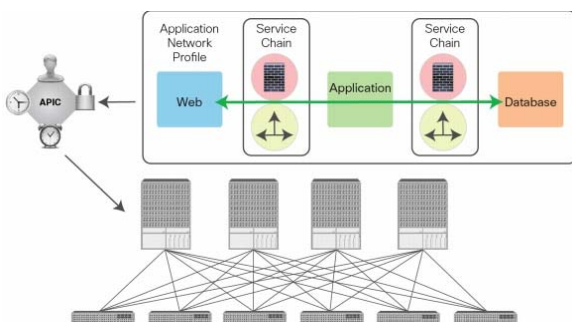 Application
Network
Profile
Service
Chain
Service
Chain
APIC
Web
Application
Database